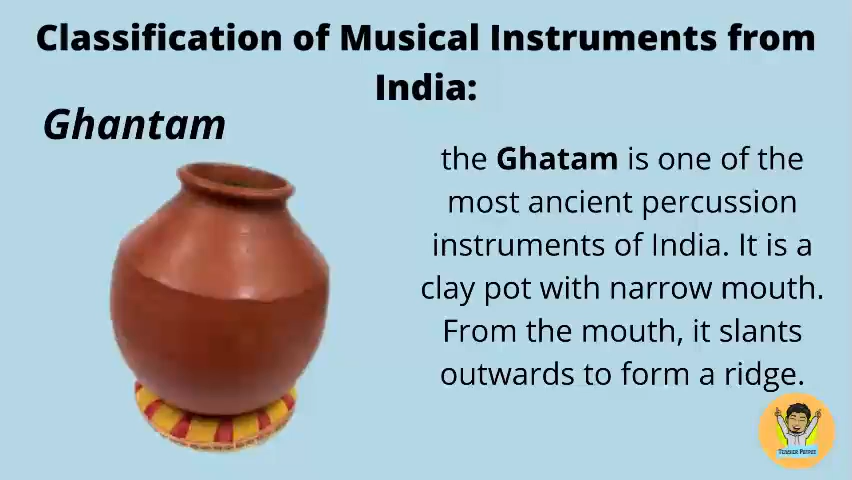 Classification of Musical Instruments from
India:
Ghantam
the Ghatam is one of the
most ancient percussion
instruments of India. It is a
clay pot with narrow mouth.
From the mouth, it slants
outwards to form a ridge.